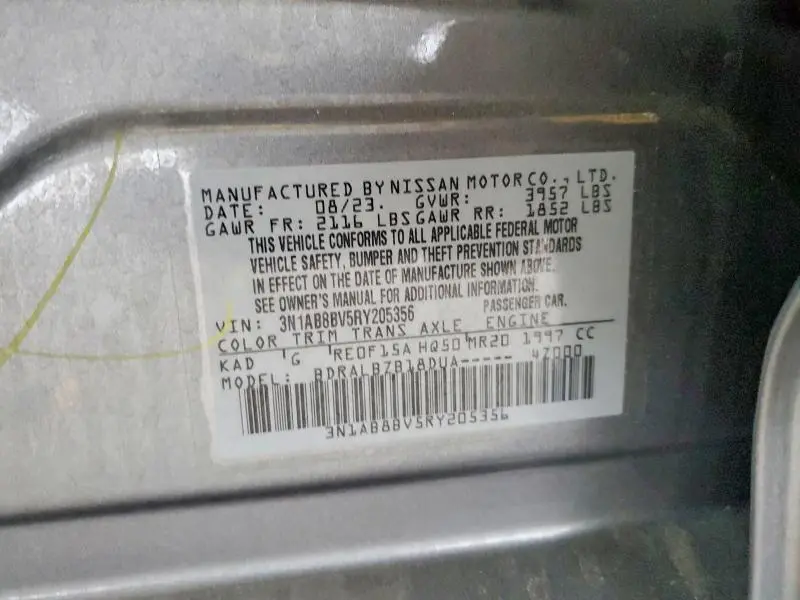 MANUFACTURED BY NISSAN MOTOR CO., LTD.
DATE: 08/23. GVWR: 3957 LBS
GAWR FR: 2116 LBS GAWR RR: 1852 LBS
THIS VEHICLE CONFORMS TO ALL APPLICABLE FEDERAL MOTOR
VEHICLE SAFETY, BUMPER AND THEFT PREVENTION STANDARDS
IN EFFECT ON THE DATE OF MANUFACTURE SHOWN ABOVE.
SEE OWNER'S MANUAL FOR ADDITIONAL INFORMATION.
VIN: 3N1AB8BV5RY205356 PASSENGER CAR.
COLOR TRIM TRANS AXLE ENGINE
KAD G RE0F15A HQ50 MR20 1997 CC
MODEL: BDRALBZB18DUA----- 4Z000
3N1AB8BV5RY205356